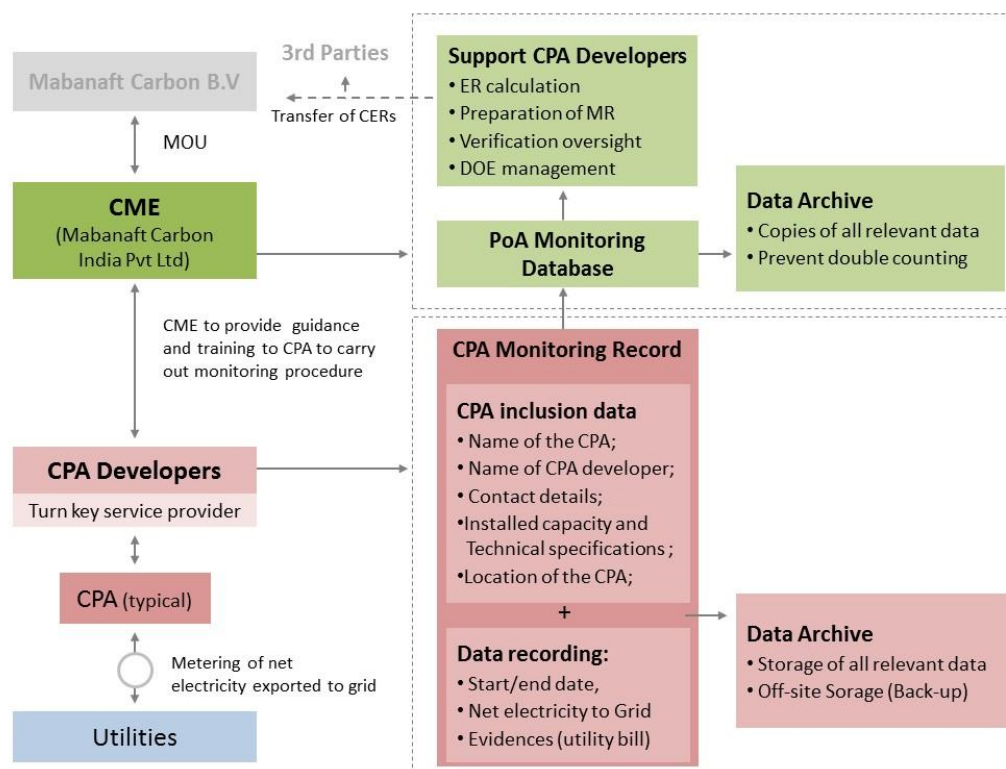 Mabanaft Carbon B.V
3rd Parties
Transfer of CERs
MOU
CME
(Mabanaft Carbon
India Pvt Ltd)
CME to provide guidance
and training to CPA to carry
out monitoring procedure
CPA Developers
Turn key service provider
CPA (typical)
Metering of net
electricity exported to grid
Utilities
Support CPA Developers
• ER calculation
• Preparation of MR
• Verification oversight
• DOE management
PoA Monitoring
Database
Data Archive
• Copies of all relevant data
• Prevent double counting
CPA Monitoring Record
CPA inclusion data
• Name of the CPA;
• Name of CPA developer;
• Contact details;
•Installed capacity and
Technical specifications ;
•Location of the CPA;
+
Data recording:
• Start/end date,
• Net electricity to Grid
• Evidences (utility bill)
Data Archive
• Storage of all relevant data
• Off-site Sorage (Back-up)